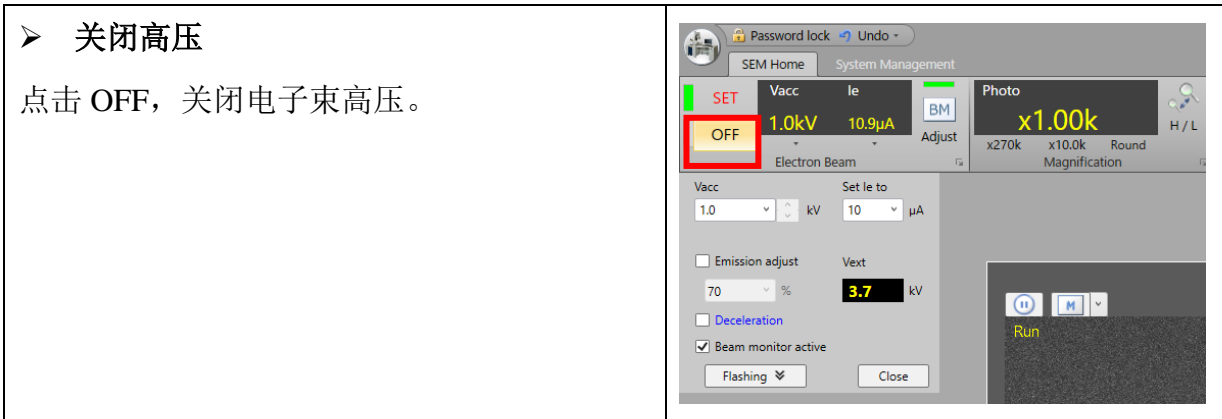 ➢ 关闭高压
点击 OFF，关闭电子束高压。
Password lock Undo
SEM Home System Management
SET Vacc Ie BM Photo
OFF 1.0kV 10.9µA Adjust x1.00k H / L
x270k x10.0k Round
Electron Beam Magnification
Vacc Set Ie to
1.0 kV 10 µA
Emission adjust Vext
70 % 3.7 kV
Deceleration
Beam monitor active
Flashing Close
M
Run